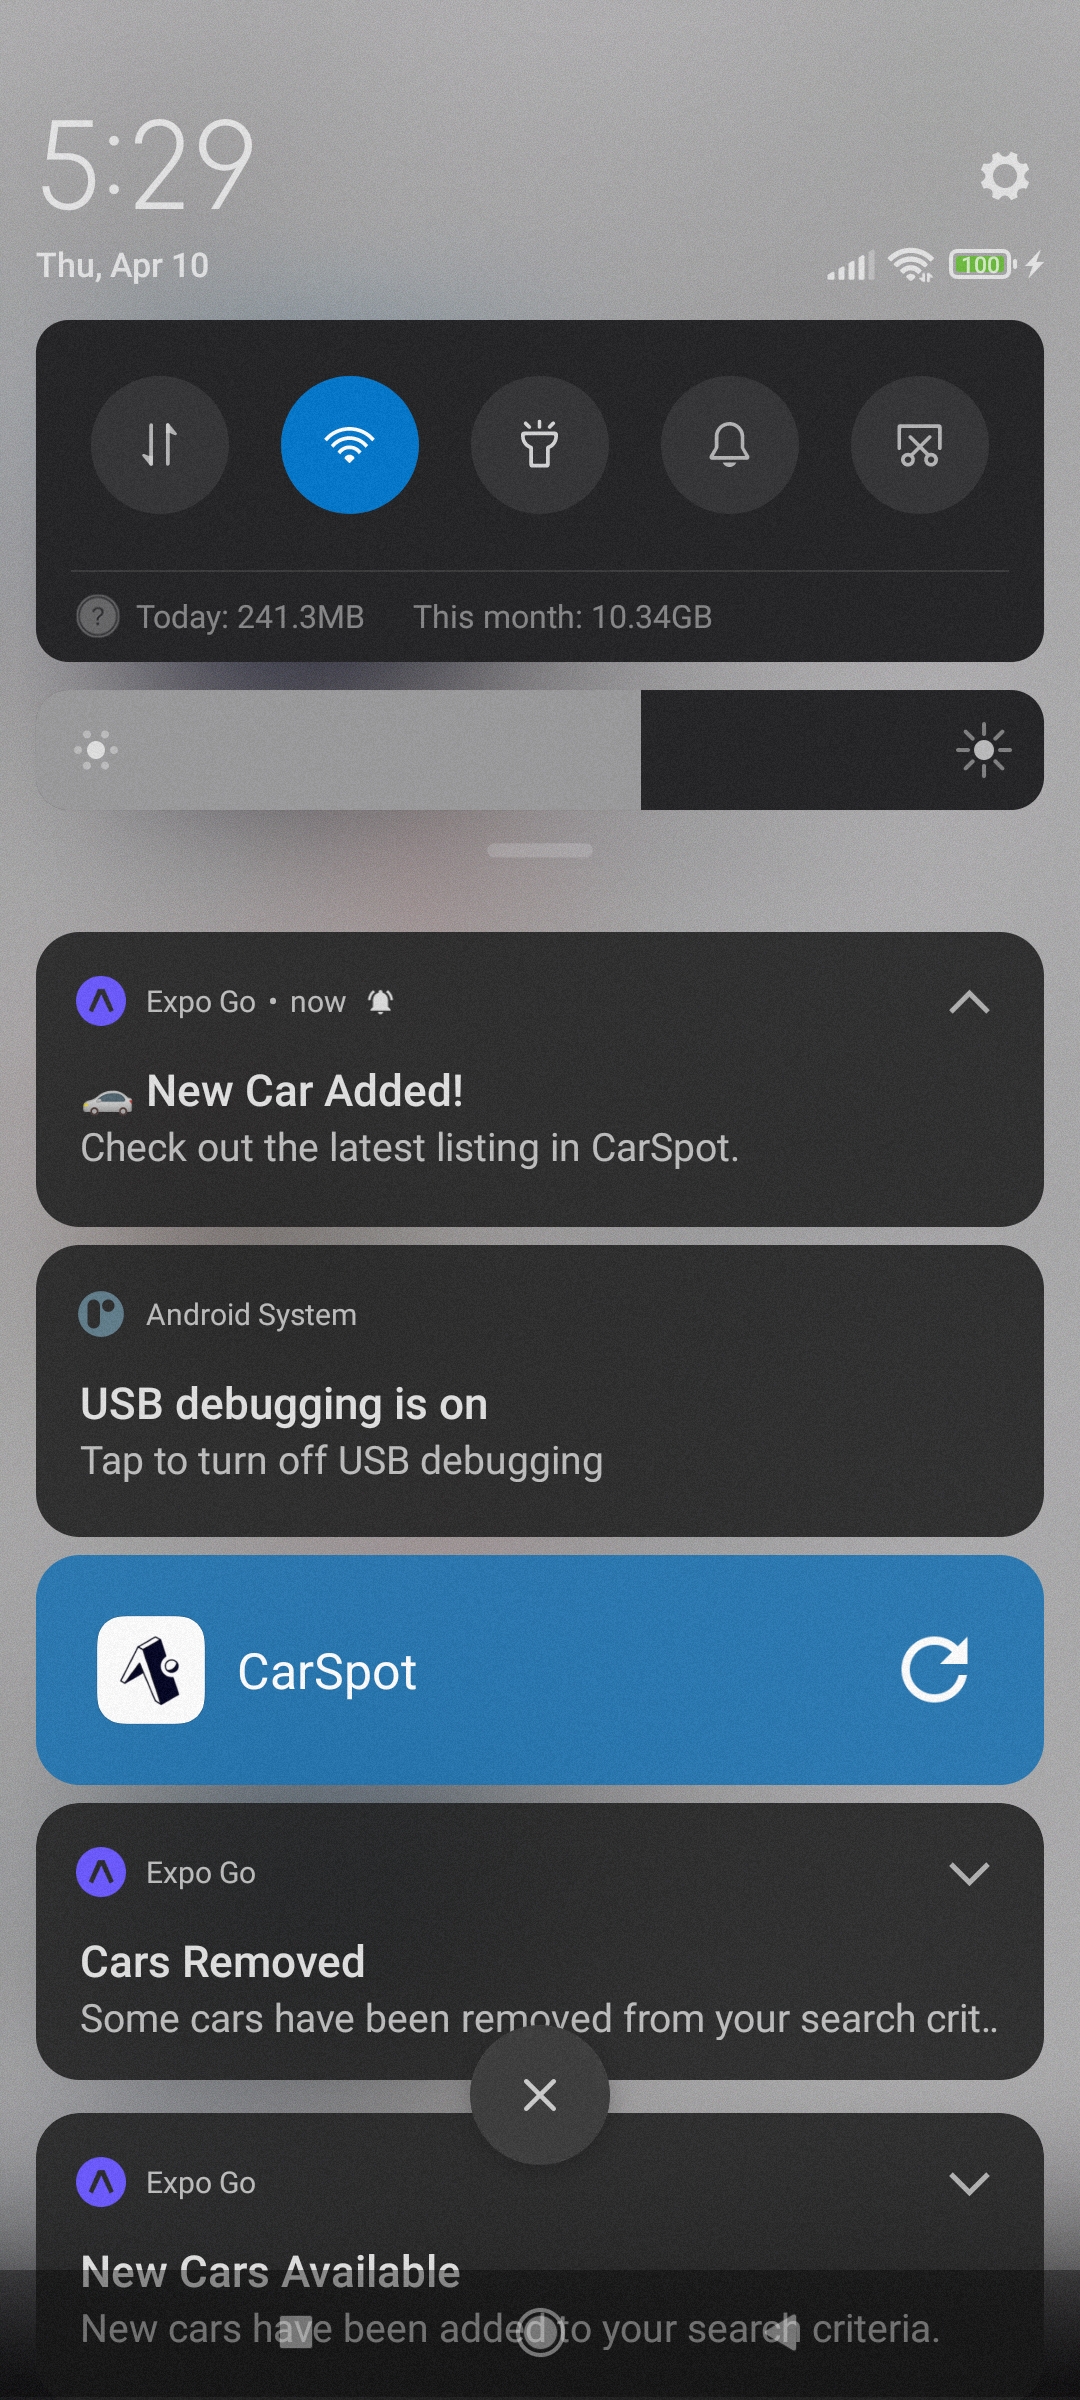 5:29
Thu, Apr 10
100
Today: 241.3MB This month: 10.34GB
Expo Go • now
🚗 New Car Added!
Check out the latest listing in CarSpot.
Android System
USB debugging is on
Tap to turn off USB debugging
CarSpot
Expo Go
Cars Removed
Some cars have been removed from your search crit..
Expo Go
New Cars Available
New cars have been added to your search criteria.